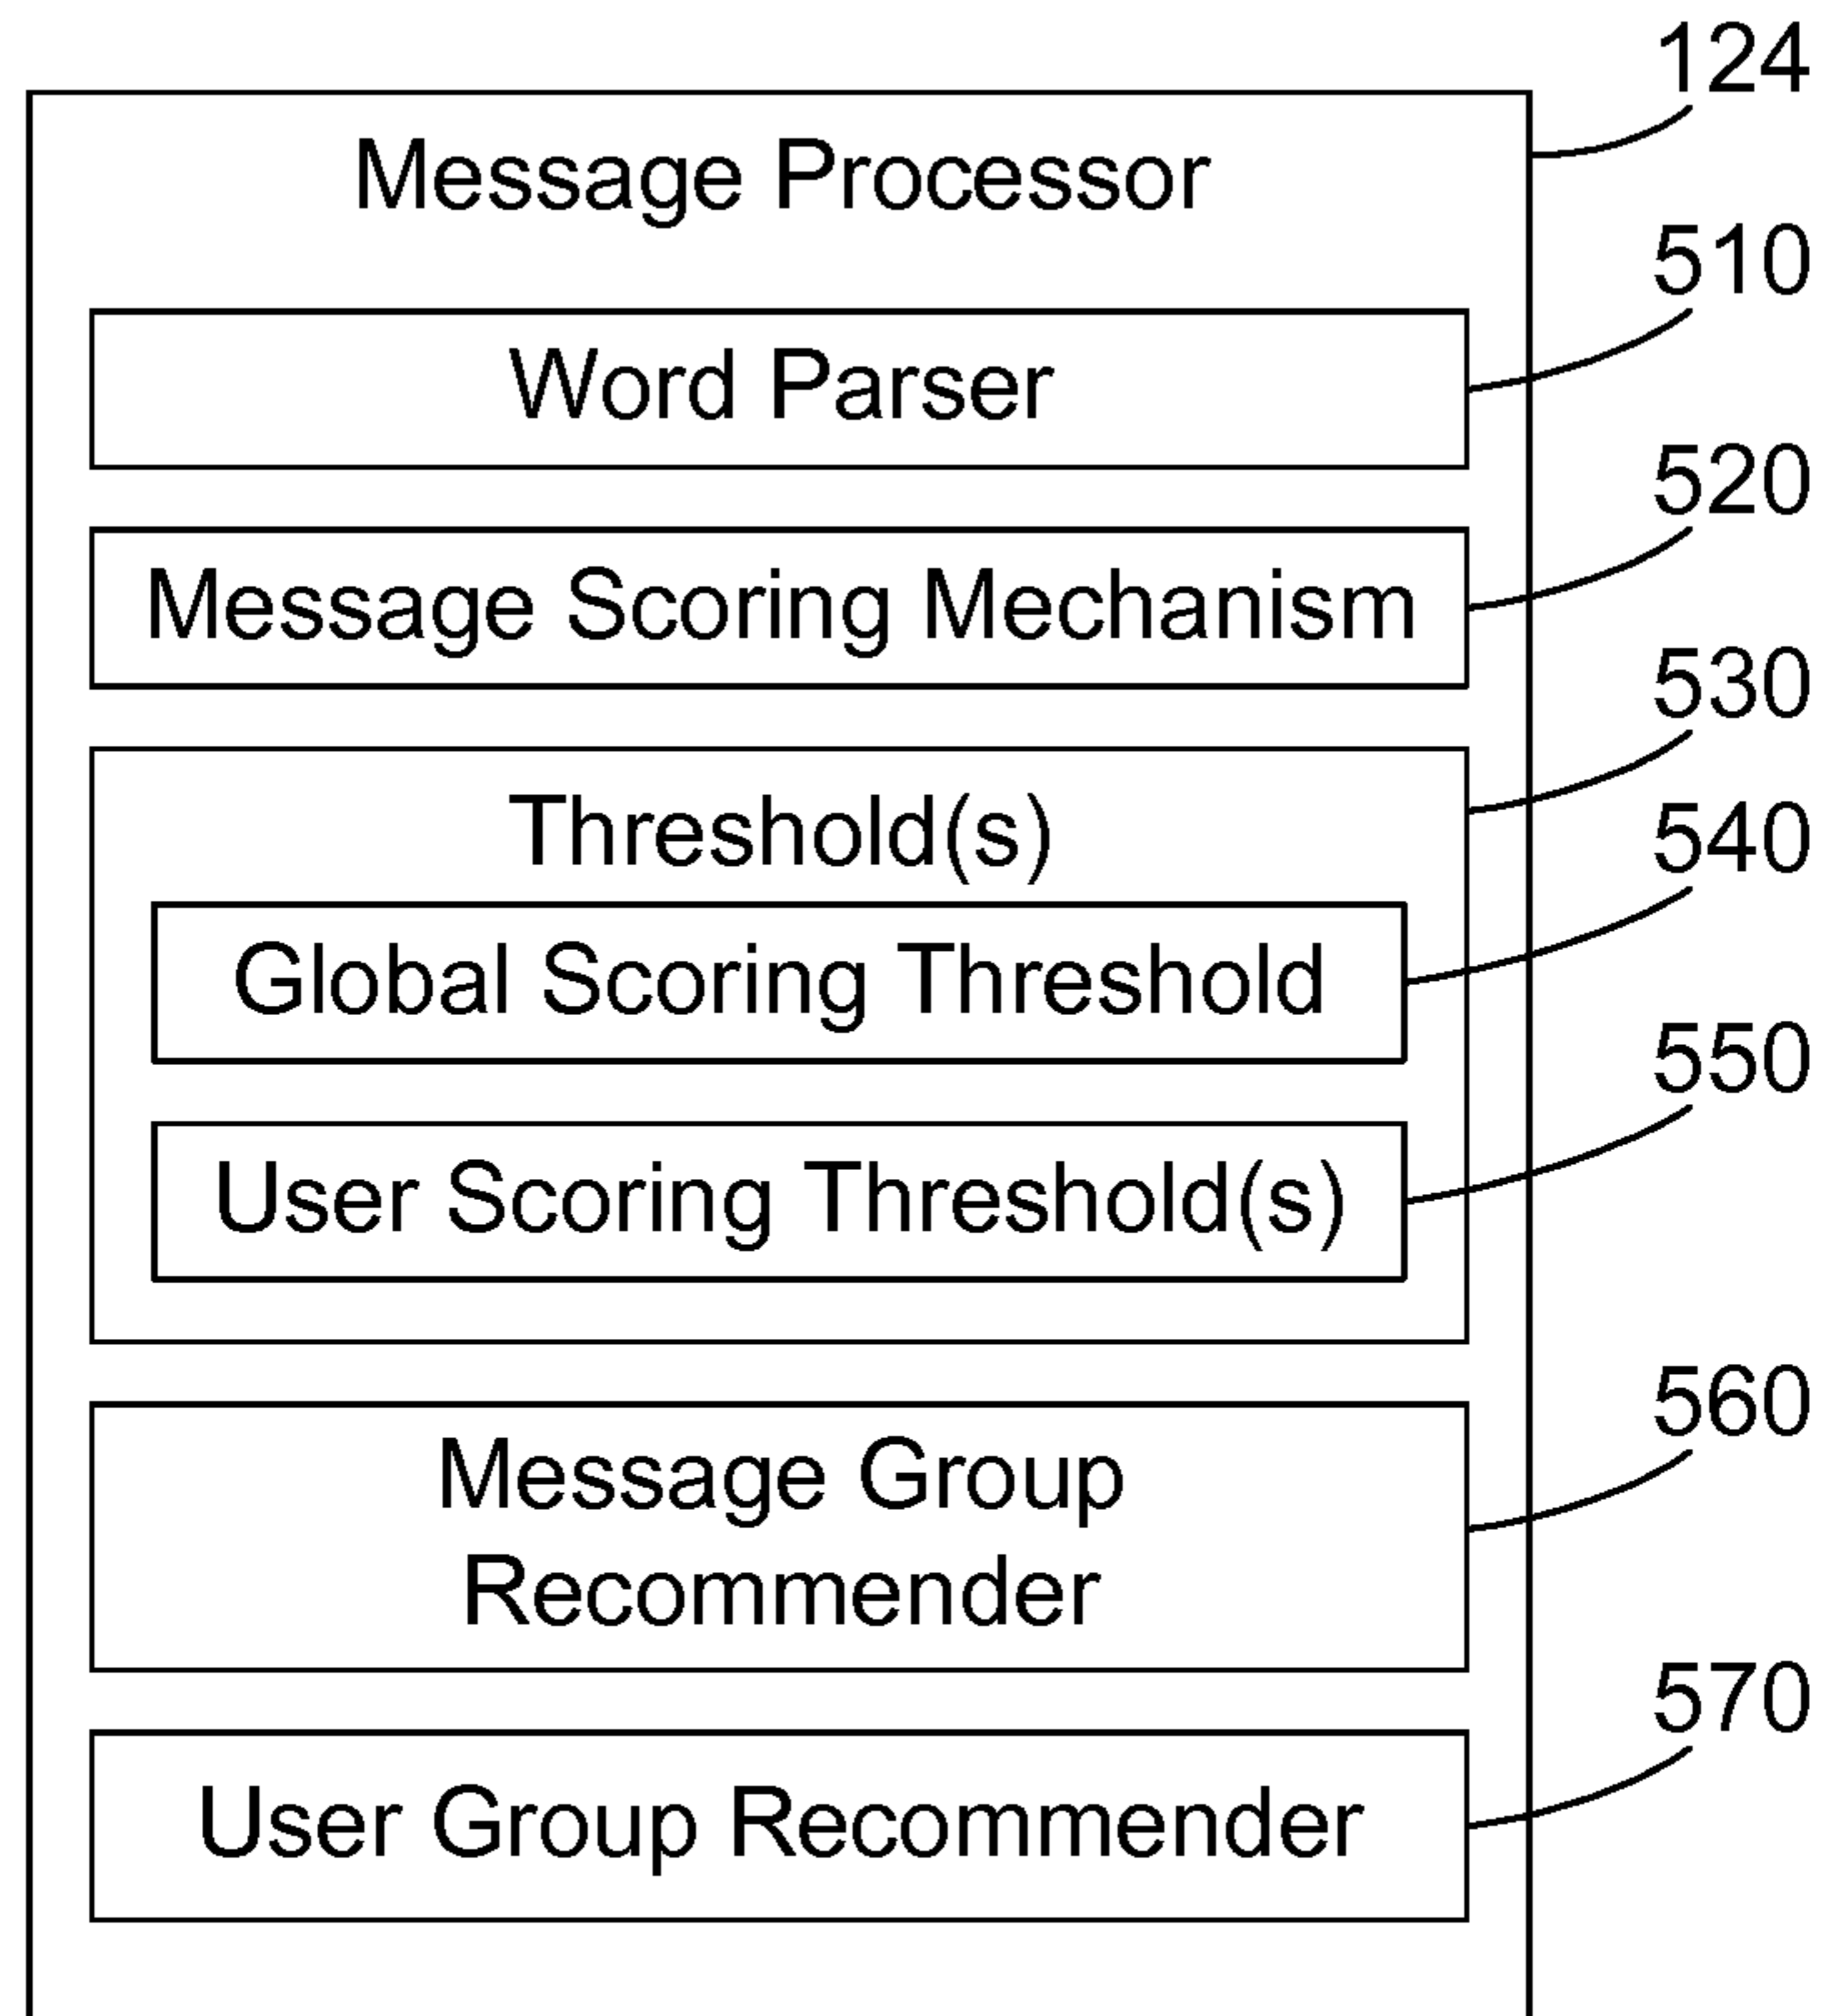 124
Message Processor
510
Word Parser
520
Message Scoring Mechanism
530
Threshold(s)
540
Global Scoring Threshold
550
User Scoring Threshold(s)
560
Message Group
Recommender
570
User Group Recommender